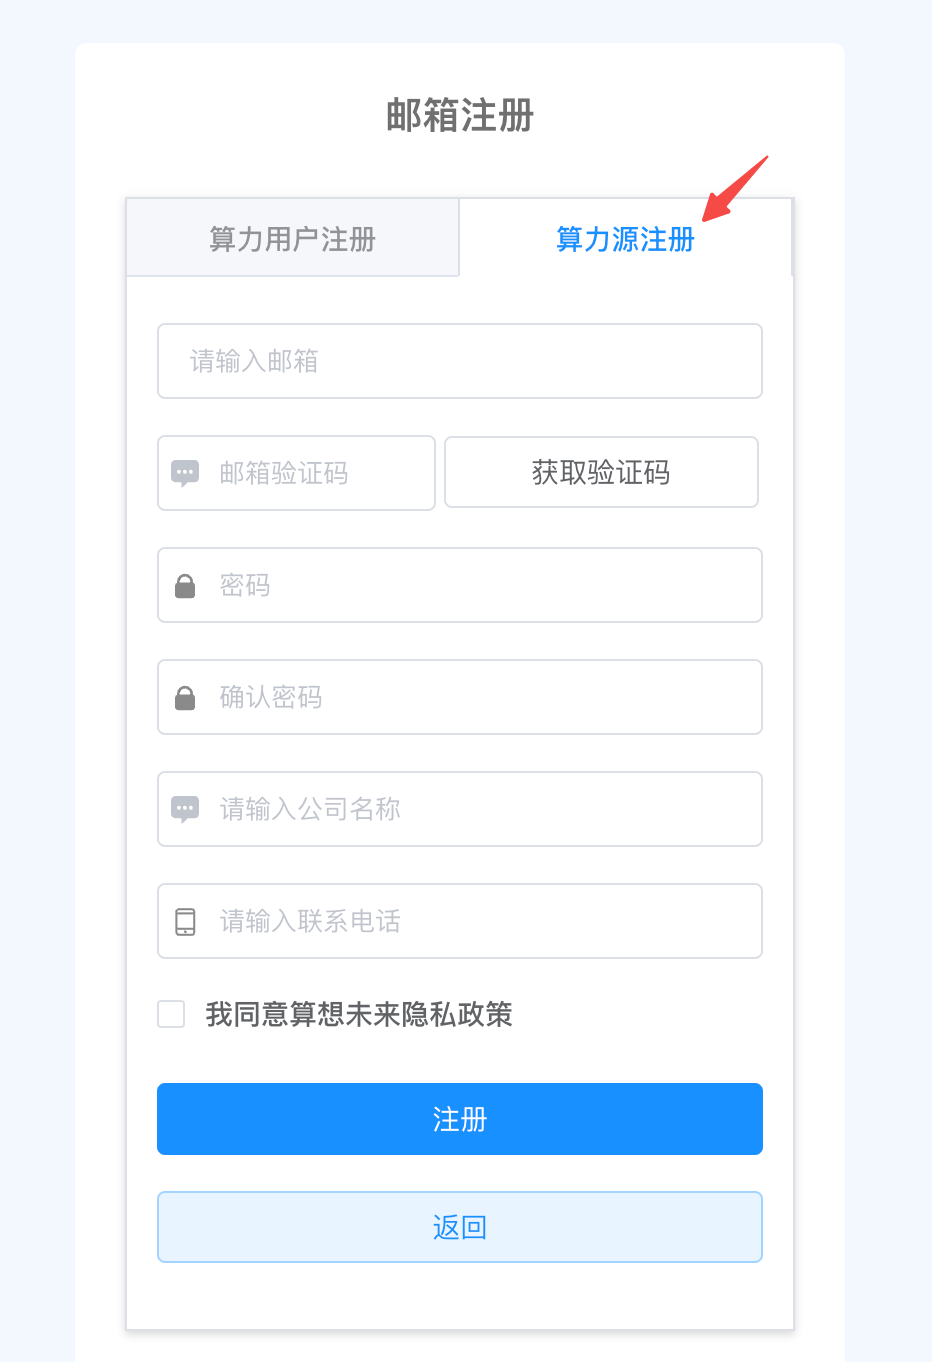 邮箱注册
算力用户注册
算力源注册
请输入邮箱
邮箱验证码
获取验证码
密码
确认密码
请输入公司名称
请输入联系电话
我同意算想未来隐私政策
注册
返回